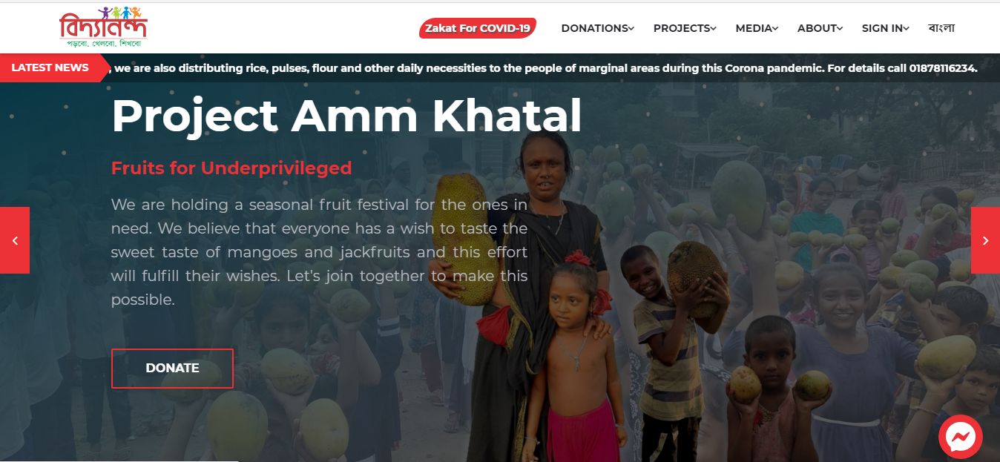 বিদ্যানন্দ
পড়বো, খেলবো, শিখবো
Zakat For COVID-19
DONATIONS
PROJECTS
MEDIA
ABOUT
SIGN IN
বাংলা
LATEST NEWS
, we are also distributing rice, pulses, flour and other daily necessities to the people of marginal areas during this Corona pandemic. For details call 01878116234.
Project Amm Khatal
Fruits for Underprivileged
We are holding a seasonal fruit festival for the ones in
need. We believe that everyone has a wish to taste the
sweet taste of mangoes and jackfruits and this effort
will fulfill their wishes. Let's join together to make this
possible.
DONATE